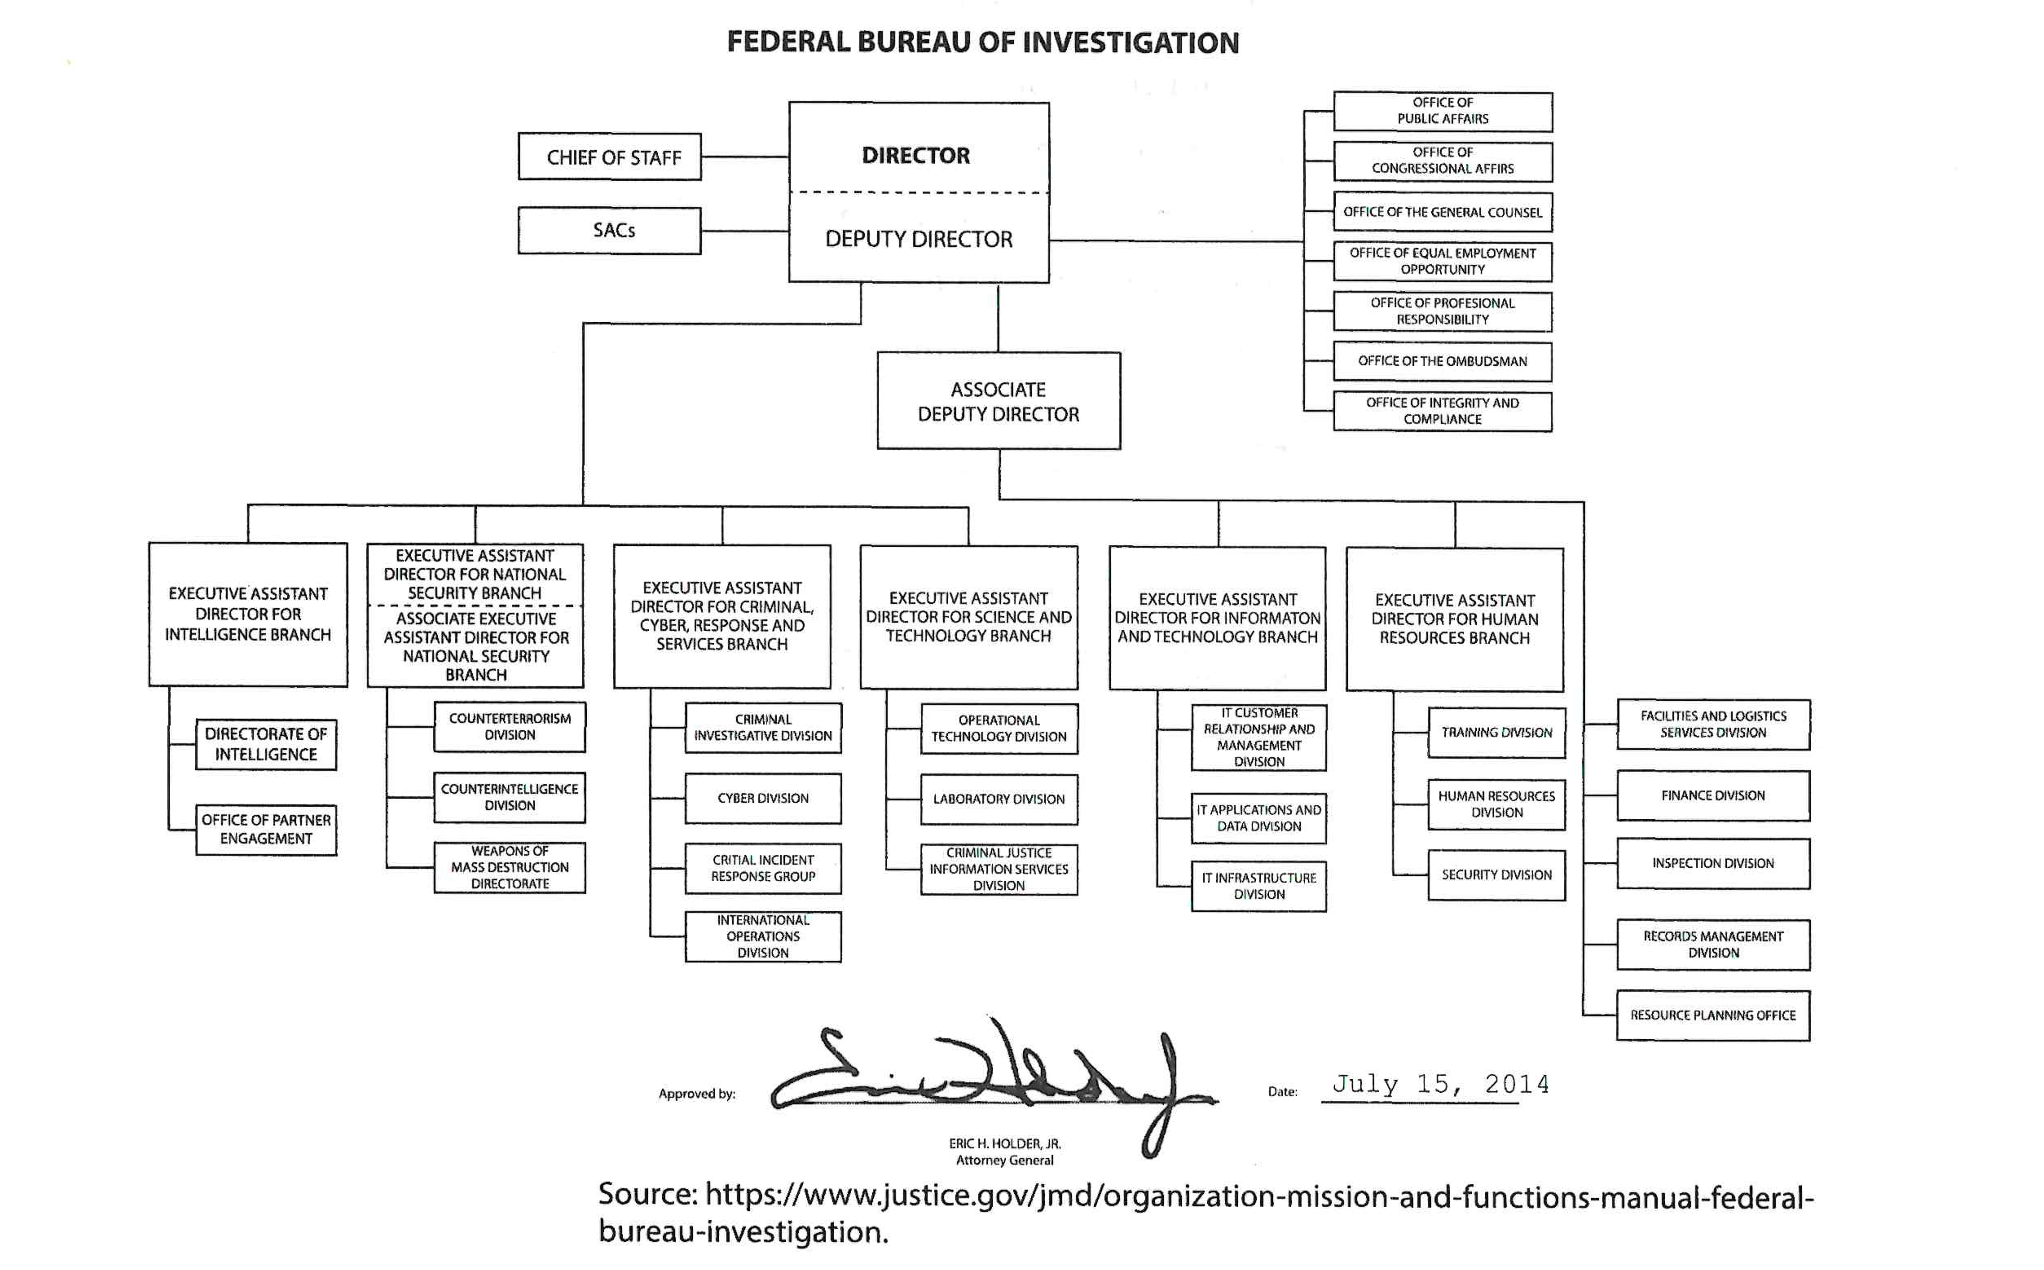 FEDERAL BUREAU OF INVESTIGATION
CHIEF OF STAFF
SACs
DIRECTOR
DEPUTY DIRECTOR
OFFICE OF
PUBLIC AFFAIRS
OFFICE OF
CONGRESSIONAL AFFIRS
OFFICE OF THE GENERAL COUNSEL
OFFICE OF EQUAL EMPLOYMENT
OPPORTUNITY
OFFICE OF PROFESIONAL
RESPONSIBILITY
OFFICE OF THE OMBUDSMAN
OFFICE OF INTEGRITY AND
COMPLIANCE
ASSOCIATE
DEPUTY DIRECTOR
EXECUTIVE ASSISTANT
DIRECTOR FOR
INTELLIGENCE BRANCH
DIRECTORATE OF
INTELLIGENCE
OFFICE OF PARTNER
ENGAGEMENT
EXECUTIVE ASSISTANT
DIRECTOR FOR NATIONAL
SECURITY BRANCH
ASSOCIATE EXECUTIVE
ASSISTANT DIRECTOR FOR
NATIONAL SECURITY
BRANCH
COUNTERTERRORISM
DIVISION
COUNTERINTELLIGENCE
DIVISION
WEAPONS OF
MASS DESTRUCTION
DIRECTORATE
EXECUTIVE ASSISTANT
DIRECTOR FOR CRIMINAL,
CYBER, RESPONSE AND
SERVICES BRANCH
CRIMINAL
INVESTIGATIVE DIVISION
CYBER DIVISION
CRITIAL INCIDENT
RESPONSE GROUP
INTERNATIONAL
OPERATIONS
DIVISION
EXECUTIVE ASSISTANT
DIRECTOR FOR SCIENCE AND
TECHNOLOGY BRANCH
OPERATIONAL
TECHNOLOGY DIVISION
LABORATORY DIVISION
CRIMINAL JUSTICE
INFORMATION SERVICES
DIVISION
EXECUTIVE ASSISTANT
DIRECTOR FOR INFORMATON
AND TECHNOLOGY BRANCH
IT CUSTOMER
RELATIONSHIP AND
MANAGEMENT
DIVISION
IT APPLICATIONS AND
DATA DIVISION
IT INFRASTRUCTURE
DIVISION
EXECUTIVE ASSISTANT
DIRECTOR FOR HUMAN
RESOURCES BRANCH
TRAINING DIVISION
HUMAN RESOURCES
DIVISION
SECURITY DIVISION
FACILITIES AND LOGISTICS
SERVICES DIVISION
FINANCE DIVISION
INSPECTION DIVISION
RECORDS MANAGEMENT
DIVISION
RESOURCE PLANNING OFFICE
Approved by:
Date: July 15, 2014
ERIC H. HOLDER, JR.
Attorney General
Source: https://www.justice.gov/jmd/organization-mission-and-functions-manual-federal-
bureau-investigation.